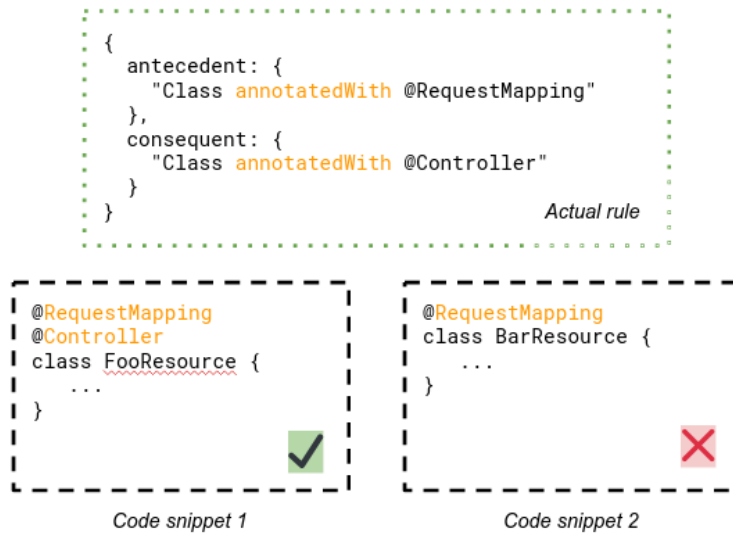 {
antecedent: {
"Class annotatedWith @RequestMapping"
},
consequent: {
"Class annotatedWith @Controller"
}
}
Actual rule
@RequestMapping
@Controller
class FooResource {
...
}
Code snippet 1
@RequestMapping
class BarResource {
...
}
Code snippet 2